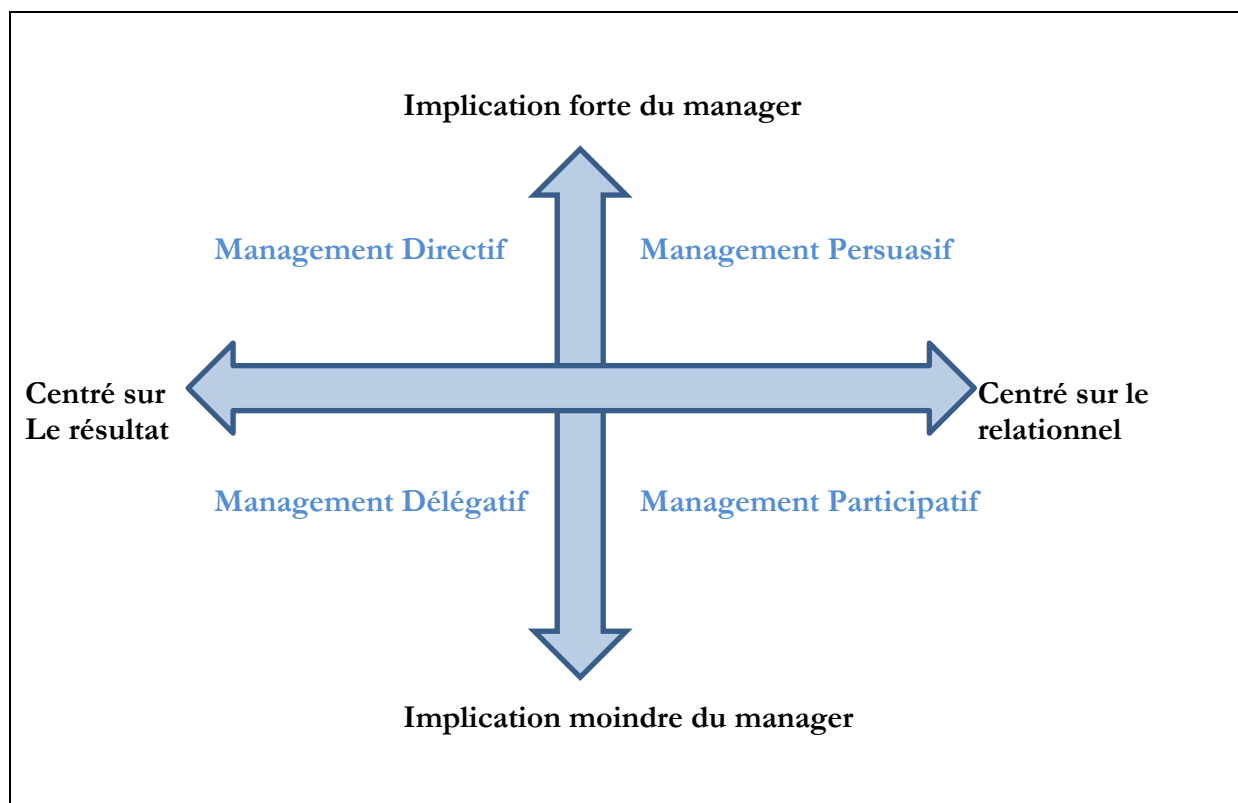 Implication forte du manager
Management Directif
Management Persuasif
Centré sur
Le résultat
Centré sur le
relationnel
Management Délégatif
Management Participatif
Implication moindre du manager